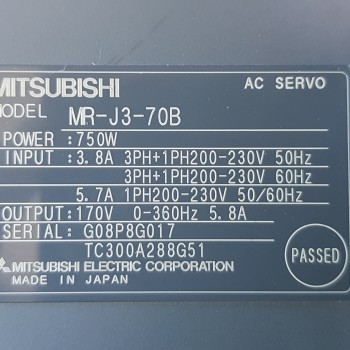 MITSUBISHI AC SERVO
MODEL MR-J3-70B
POWER :750W
INPUT :3.8A 3PH+1PH200-230V 50Hz
3PH+1PH200-230V 60Hz
5.7A 1PH200-230V 50/60Hz
OUTPUT:170V 0-360Hz 5.8A
SERIAL: G08P8G017
TC300A288G51
MITSUBISHI ELECTRIC CORPORATION
MADE IN JAPAN
PASSED